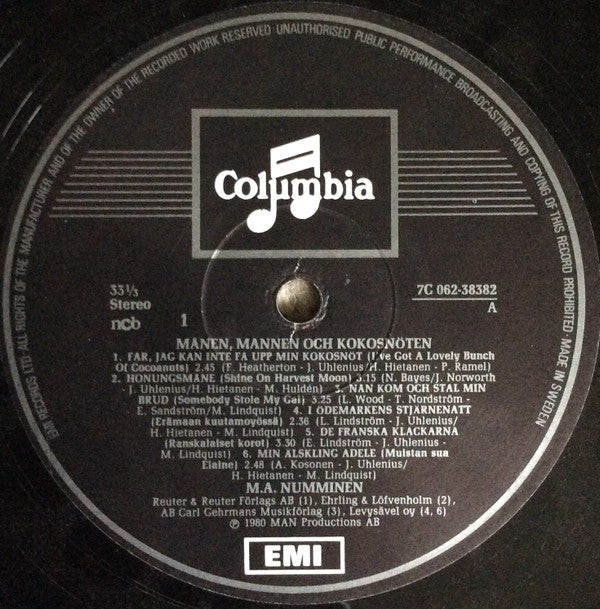 EMI RECORDS LTD ALL RIGHTS OF THE MANUFACTURER AND OF THE OWNER OF THE RECORDED WORK RESERVED · UNAUTHORISED PUBLIC PERFORMANCE BROADCASTING AND COPYING OF THIS RECORD PROHIBITED. MADE IN SWEDEN
Columbia
33⅓
Stereo
ncb
1
7C 062-38382
A
MÅNEN, MANNEN OCH KOKOSNÖTEN
1. FAR, JAG KAN INTE FÅ UPP MIN KOKOSNÖT (I've Got A Lovely Bunch
Of Cocoanuts) 2.45 (F. Heatherton - J. Uhlenius/H. Hietanen - P. Ramel)
2. HONUNGSMÅNE (Shine On Harvest Moon) 3.15 (N. Bayes/J. Norworth
- J. Uhlenius/H. Hietanen - M. Huldén) 3. NÅN KOM OCH STAL MIN
BRUD (Somebody Stole My Gal) 3.25 (L. Wood - T. Nordström -
E. Sandström/M. Lindquist) 4. I ÖDEMARKENS STJÄRNENATT
(Erämaan kuutamoyössä) 2.36 (L. Lindström - J. Uhlenius/
H. Hietanen - M. Lindquist) 5. DE FRANSKA KLACKARNA
(Ranskalaiset korot) 3.30 (E. Lindström - J. Uhlenius -
M. Lindquist) 6. MIN ÄLSKLING ADELE (Muistan sua
Elaine) 2.48 (A. Kosonen - J. Uhlenius/
H. Hietanen - M. Lindquist)
M.A. NUMMINEN
Reuter & Reuter Förlags AB (1), Ehrling & Löfvenholm (2),
AB Carl Gehrmans Musikförlag (3), Levysävel oy (4, 6)
℗ 1980 MAN Productions AB
EMI